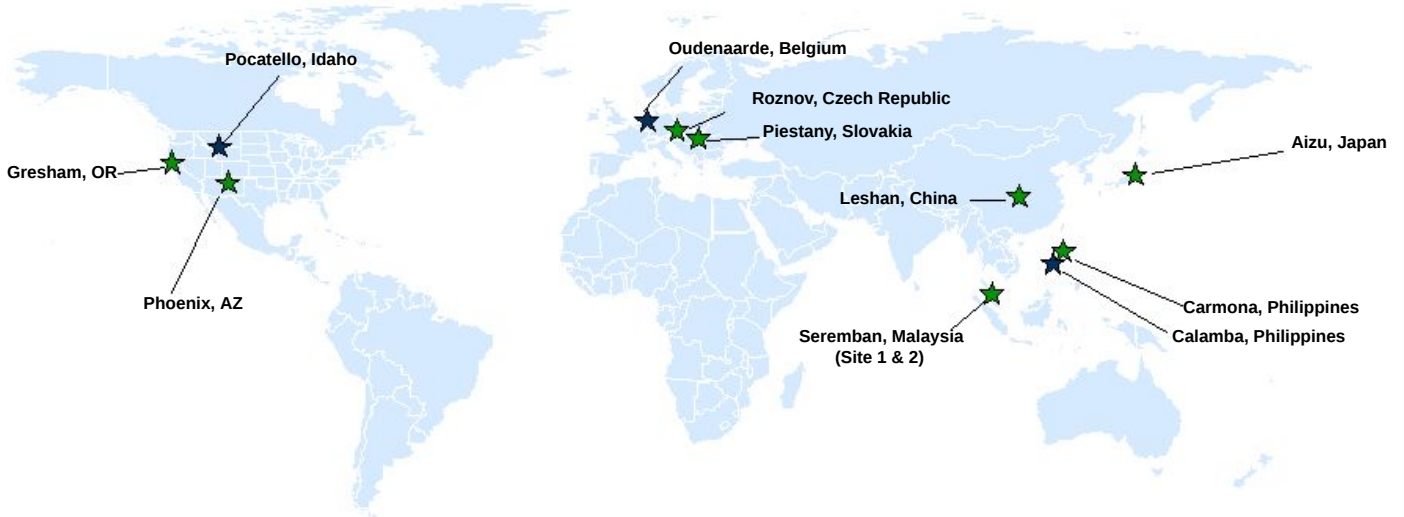 Oudenaarde, Belgium
Pocatello, Idaho
Roznov, Czech Republic
Piestany, Slovakia
Aizu, Japan
Gresham, OR
Leshan, China
Phoenix, AZ
Carmona, Philippines
Seremban, Malaysia
(Site 1 & 2)
Calamba, Philippines